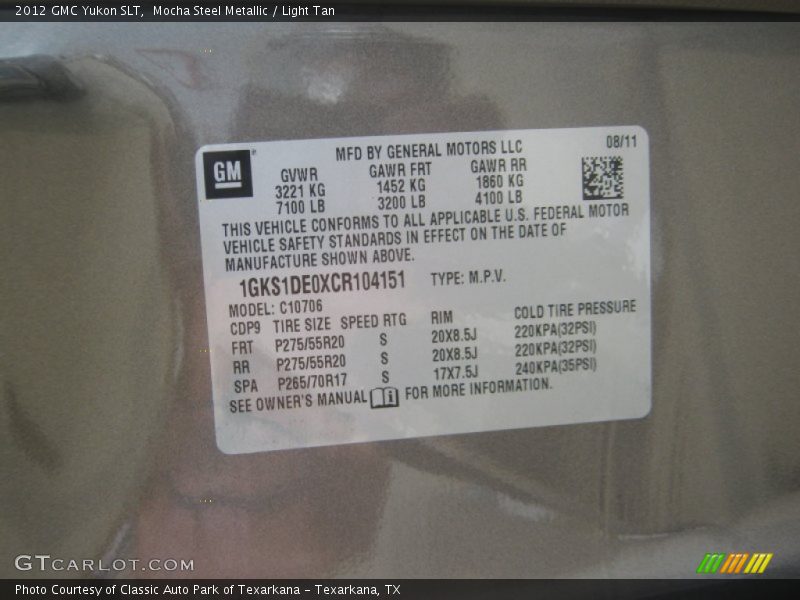 2012 GMC Yukon SLT,  Mocha Steel Metallic / Light Tan
GM
MFD BY GENERAL MOTORS LLC
08/11
GVWR GAWR FRT GAWR RR
3221 KG 1452 KG 1860 KG
7100 LB 3200 LB 4100 LB
THIS VEHICLE CONFORMS TO ALL APPLICABLE U.S. FEDERAL MOTOR
VEHICLE SAFETY STANDARDS IN EFFECT ON THE DATE OF
MANUFACTURE SHOWN ABOVE.
1GKS1DE0XCR104151 TYPE: M.P.V.
MODEL: C10706
CDP9 TIRE SIZE SPEED RTG RIM COLD TIRE PRESSURE
FRT P275/55R20 S 20X8.5J 220KPA(32PSI)
RR P275/55R20 S 20X8.5J 220KPA(32PSI)
SPA P265/70R17 S 17X7.5J 240KPA(35PSI)
SEE OWNER'S MANUAL FOR MORE INFORMATION.
GTCARLOT.COM
Photo Courtesy of Classic Auto Park of Texarkana – Texarkana, TX